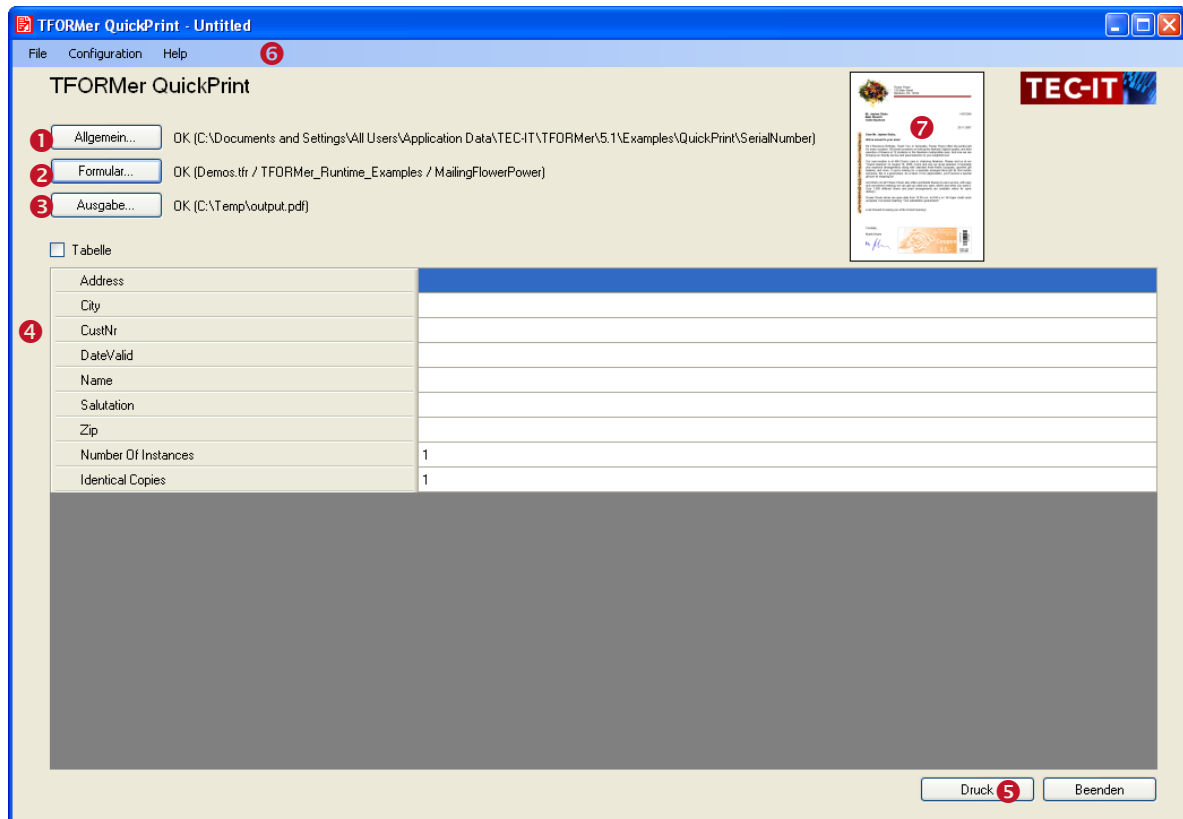 TFORMer QuickPrint - Untitled
File Configuration Help 6
TFORMer QuickPrint
TEC-IT
7
1 Allgemein... OK (C:\Documents and Settings\All Users\Application Data\TEC-IT\TFORMer\5.1\Examples\QuickPrint\SerialNumber)
2 Formular... OK (Demos.tfr / TFORMer_Runtime_Examples / MailingFlowerPower)
3 Ausgabe... OK (C:\Temp\output.pdf)
Tabelle
Address
City
4 CustNr
DateValid
Name
Salutation
Zip
Number Of Instances 1
Identical Copies 1
Druck 5 Beenden